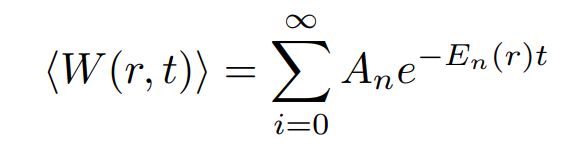 ⟨W(r, t)⟩ = ∑_{i=0}^{∞} A_n e^{−E_n(r)t}